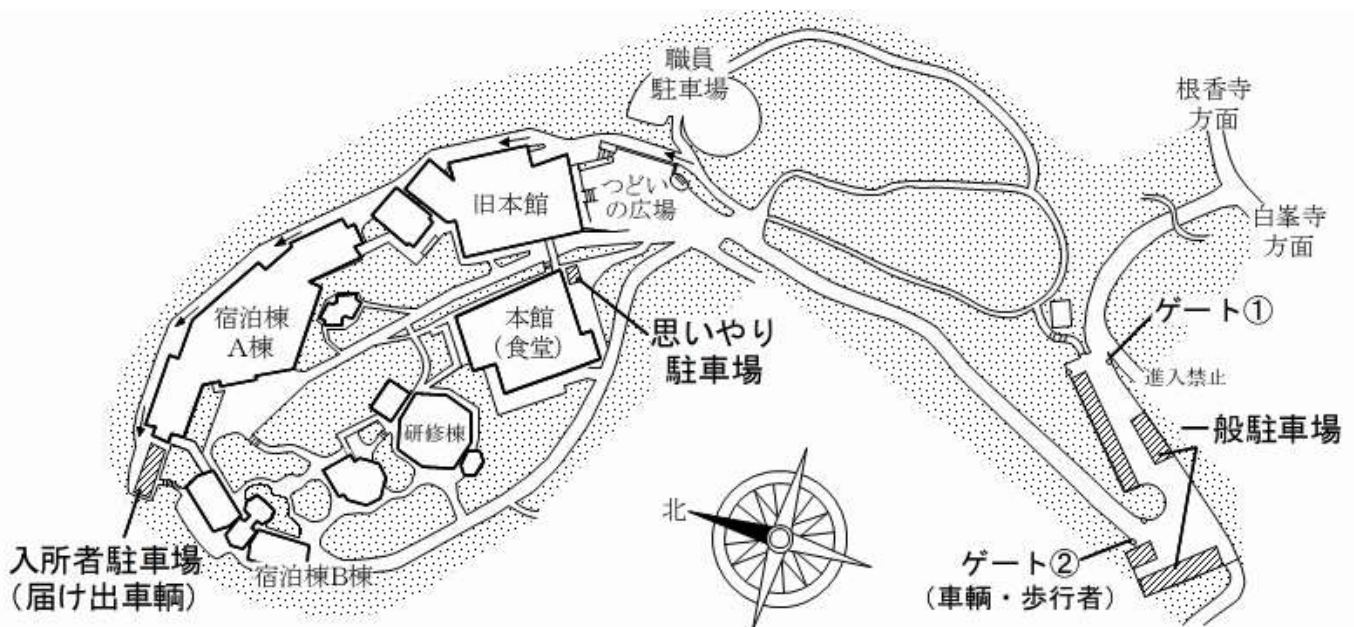 職員
駐車場
根香寺
方面
白峯寺
方面
旧本館
つどい
の広場
ゲート①
進入禁止
宿泊棟
A棟
本館
(食堂)
思いやり
駐車場
一般駐車場
研修棟
北
入所者駐車場
(届け出車輌)
宿泊棟B棟
ゲート②
(車輌・歩行者)